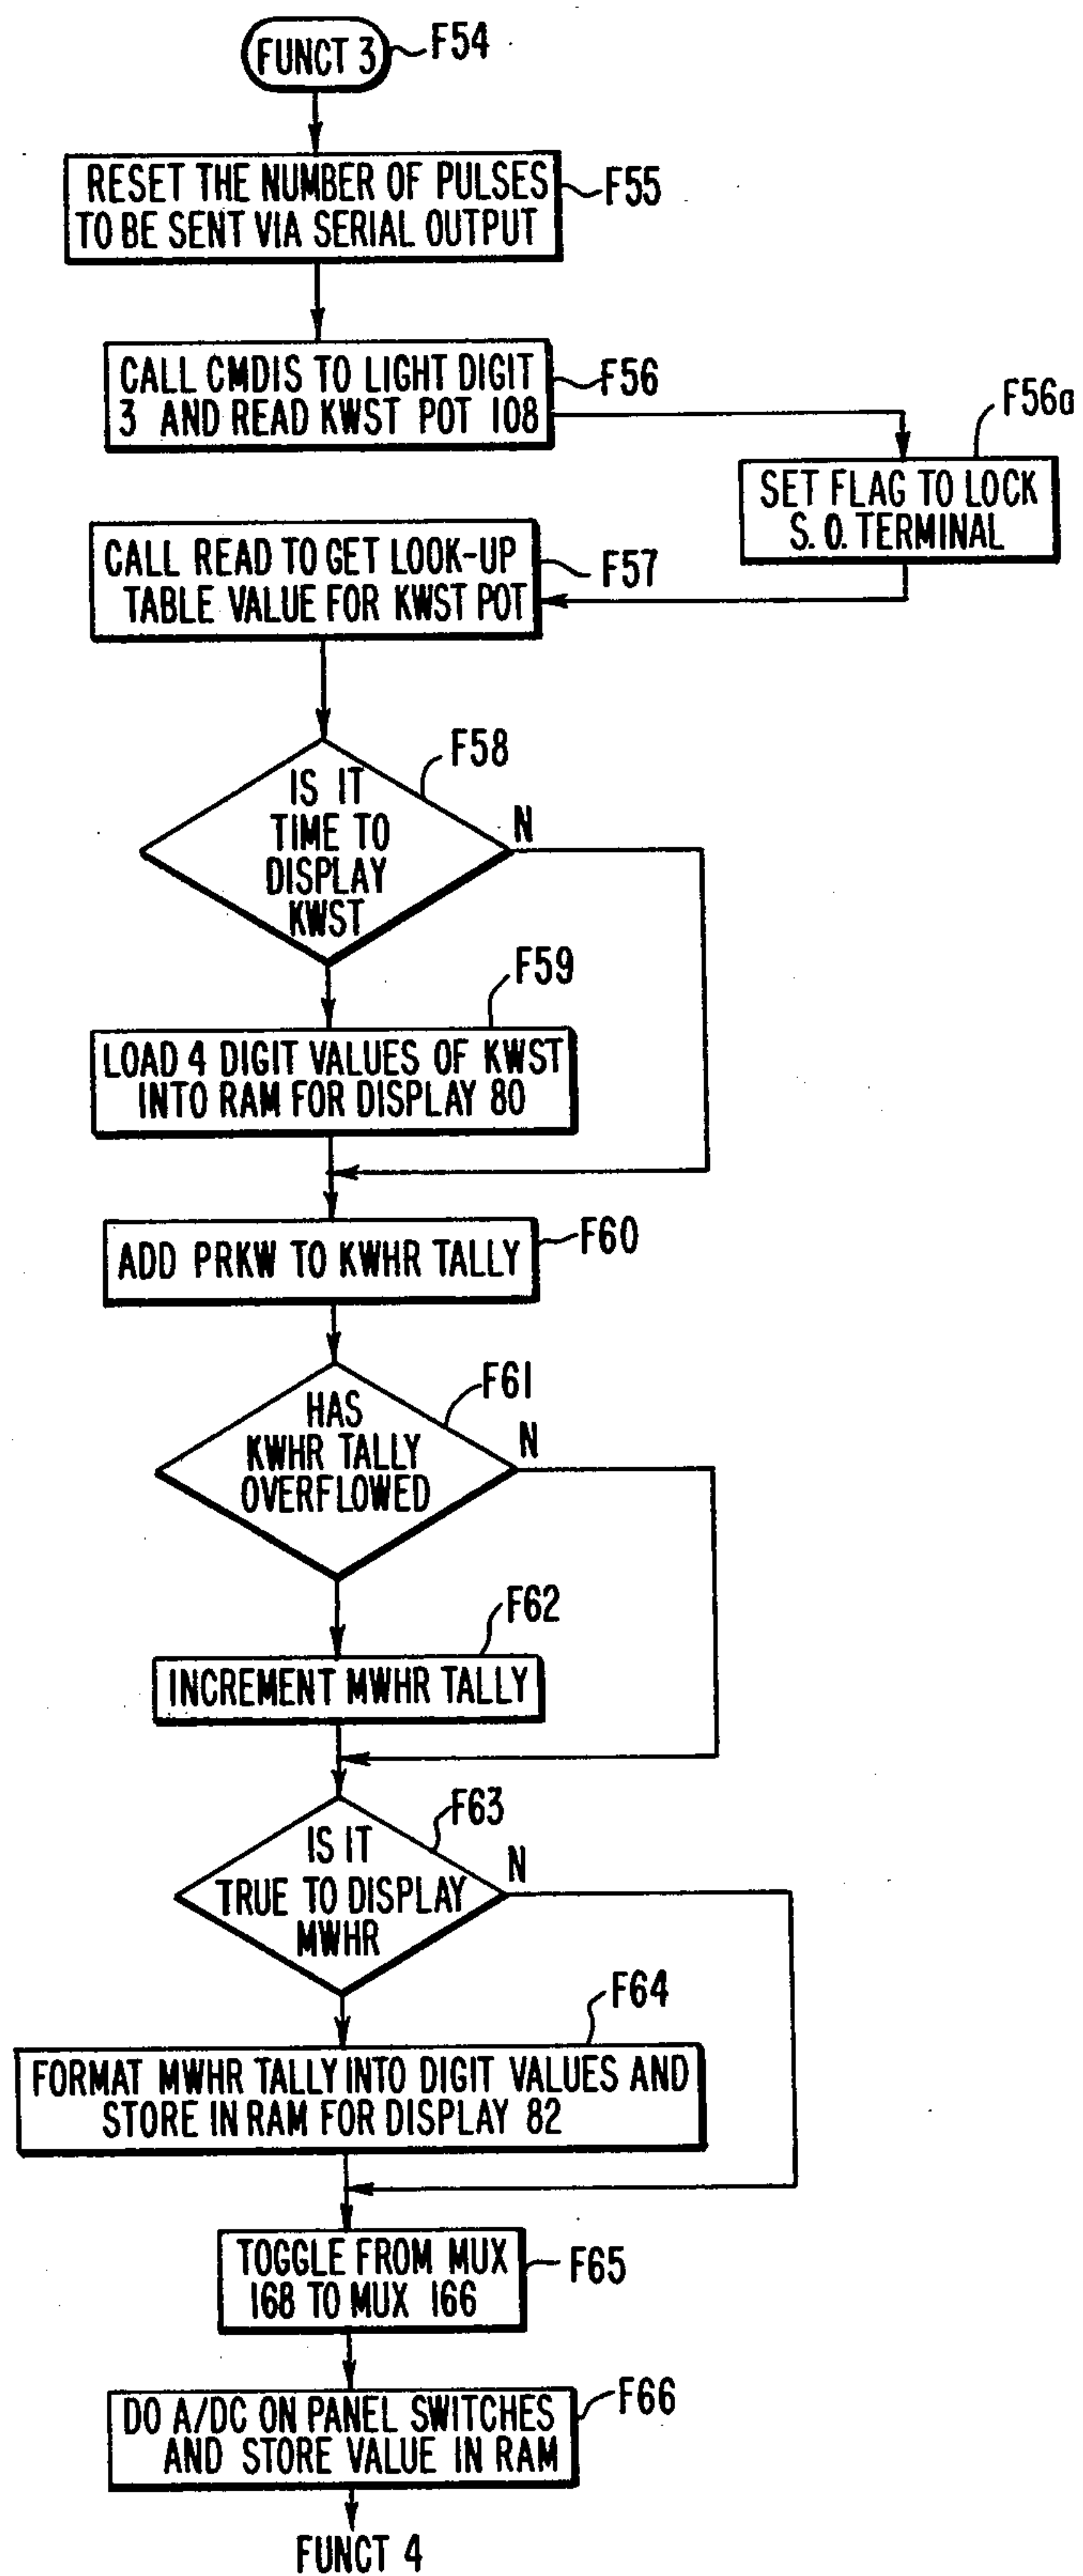 FUNCT 3
F54
RESET THE NUMBER OF PULSES
TO BE SENT VIA SERIAL OUTPUT
F55
CALL CMDIS TO LIGHT DIGIT
3 AND READ KWST POT 108
F56
F56a
SET FLAG TO LOCK
S. O. TERMINAL
CALL READ TO GET LOOK-UP
TABLE VALUE FOR KWST POT
F57
IS IT
TIME TO
DISPLAY
KWST
F58
N
F59
LOAD 4 DIGIT VALUES OF KWST
INTO RAM FOR DISPLAY 80
ADD PRKW TO KWHR TALLY
F60
HAS
KWHR TALLY
OVERFLOWED
F61
N
F62
INCREMENT MWHR TALLY
F63
IS IT
TRUE TO DISPLAY
MWHR
N
F64
FORMAT MWHR TALLY INTO DIGIT VALUES AND
STORE IN RAM FOR DISPLAY 82
TOGGLE FROM MUX
168 TO MUX 166
F65
DO A/DC ON PANEL SWITCHES
AND STORE VALUE IN RAM
F66
FUNCT 4